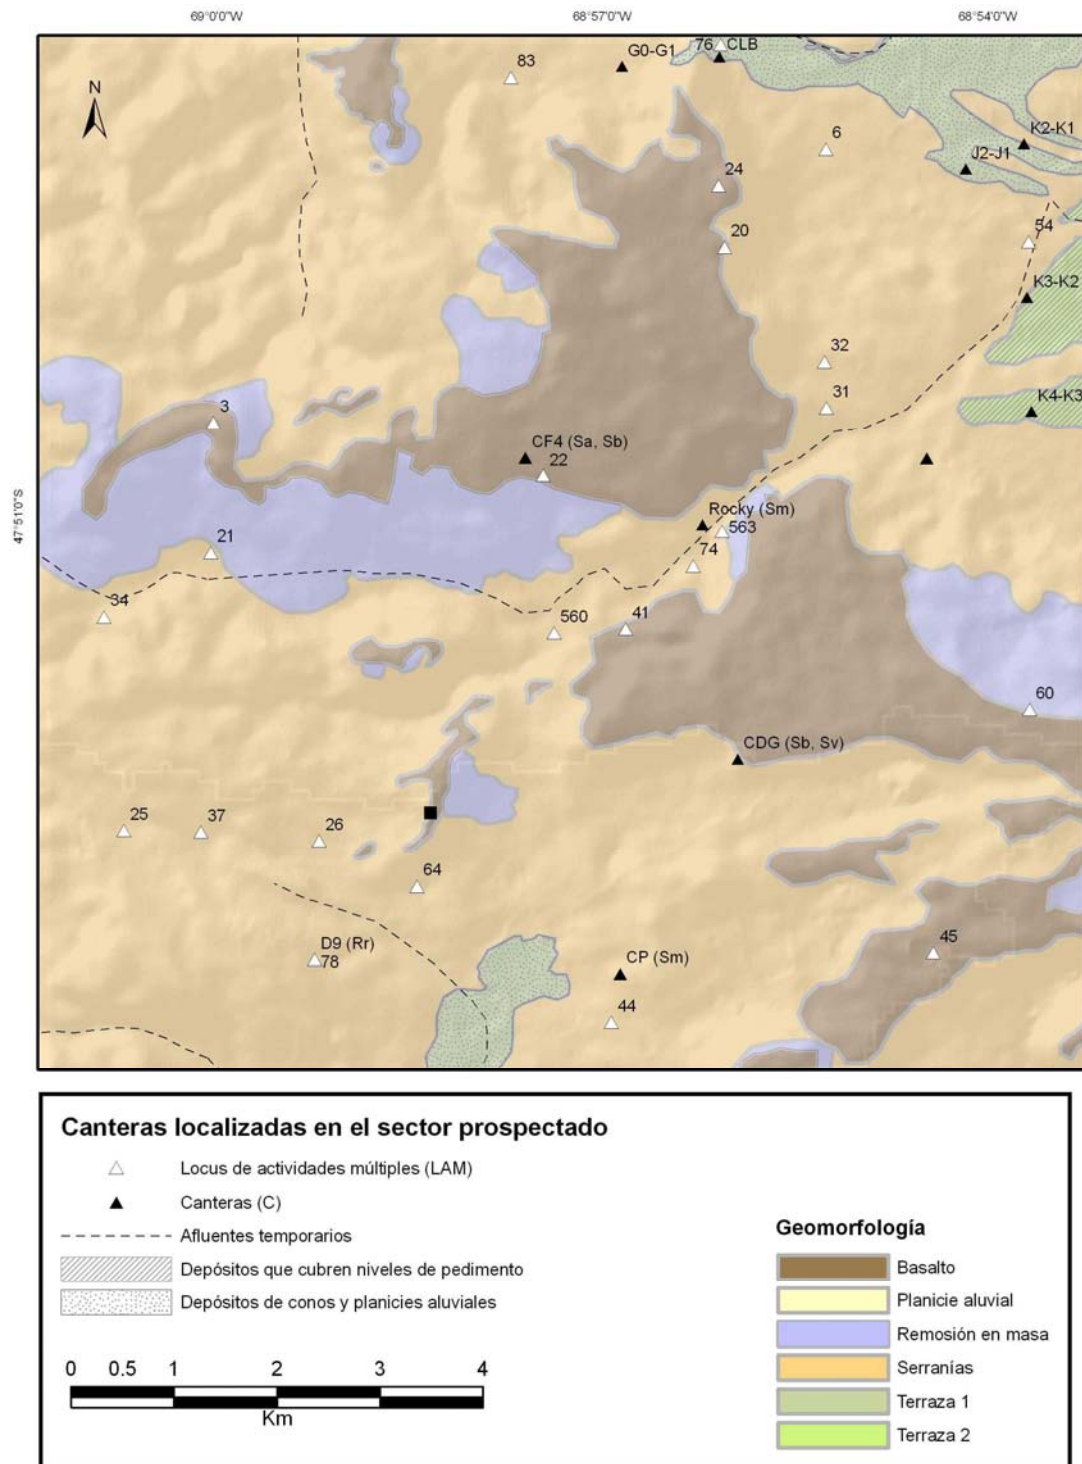 69°0'0"W
68°57'0"W
68°54'0"W
N
83
G0-G1
76
CLB
6
K2-K1
J2-J1
24
20
54
K3-K2
32
31
3
K4-K3
CF4 (Sa, Sb)
22
47°51'0"S
Rocky (Sm)
563
21
74
34
560
41
60
CDG (Sb, Sv)
25
37
26
64
D9 (Rr)
78
CP (Sm)
45
44
Canteras localizadas en el sector prospectado
Locus de actividades múltiples (LAM)
Canteras (C)
Afluentes temporarios
Depósitos que cubren niveles de pedimento
Depósitos de conos y planicies aluviales
0 0.5 1 2 3 4
Km
Geomorfología
Basalto
Planicie aluvial
Remosión en masa
Serranías
Terraza 1
Terraza 2